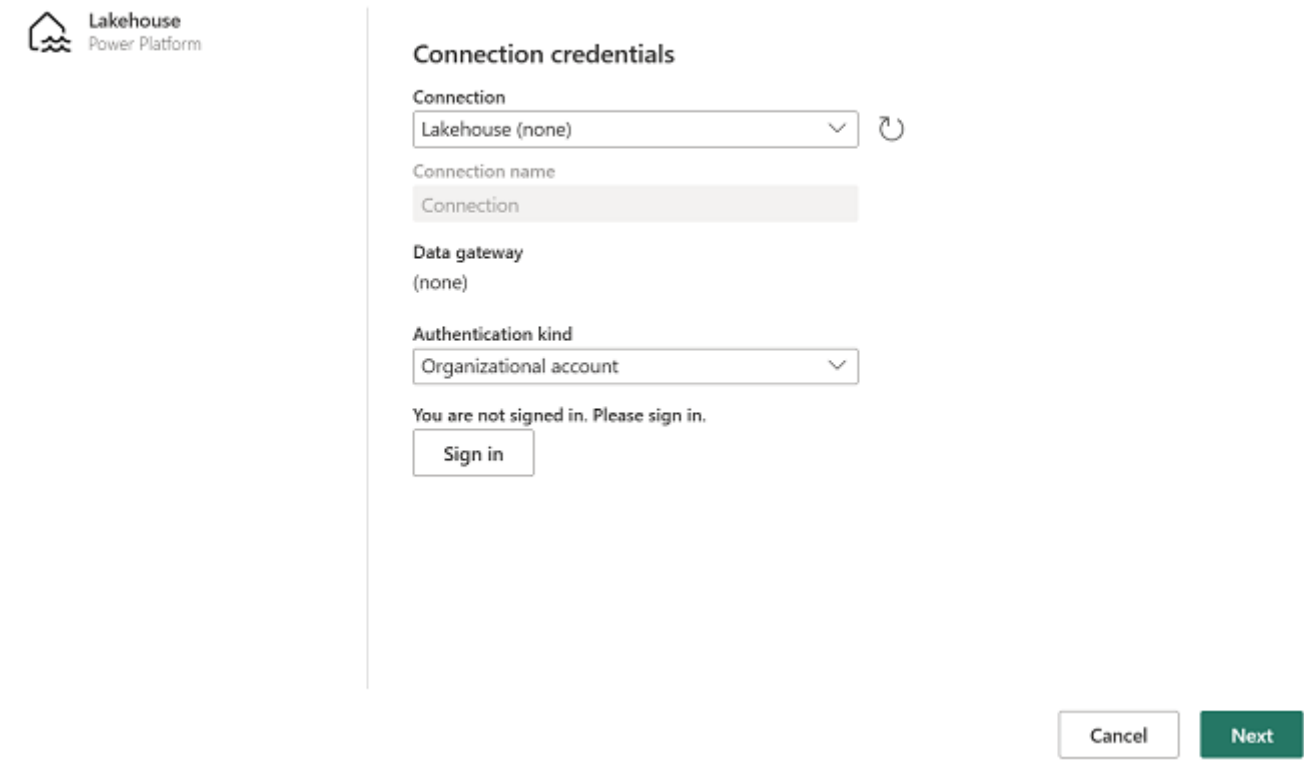 Lakehouse
Power Platform
Connection credentials
Connection
Lakehouse (none)
Connection name
Connection
Data gateway
(none)
Authentication kind
Organizational account
You are not signed in. Please sign in.
Sign in
Cancel
Next